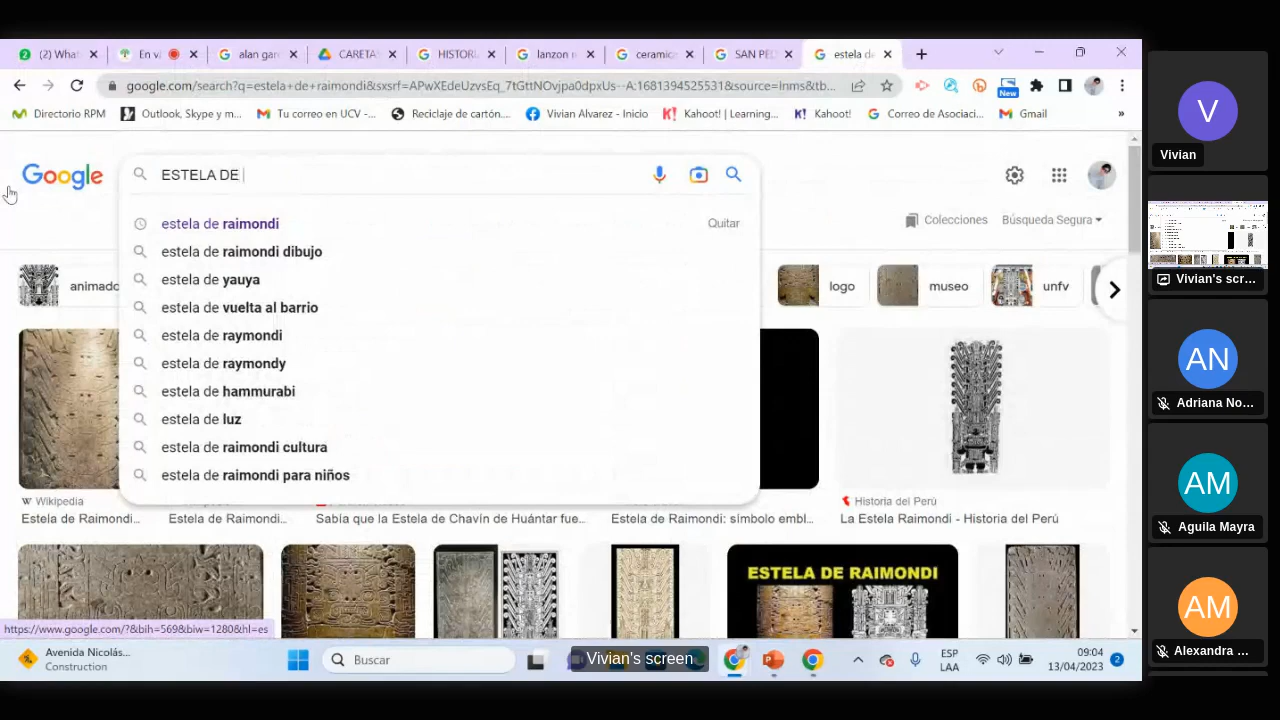 (2) Wha
En vi
alan gar
CARETA
HISTORI
lanzon
ceramic
SAN PE
estela de
google.com/search?q=estela+de+raimondi&sxsrf=APwXEdeUzvsEq_7tGttNOvjpa0dpxUs--A:1681394525531&source=lnms&tb...
New
Directorio RPM
Outlook, Skype y m...
Tu correo en UCV -...
Reciclaje de cartón....
Vivian Alvarez - Inicio
Kahoot! | Learning...
Kahoot!
Correo de Asociaci...
Gmail
»
Google
ESTELA DE
Colecciones
Búsqueda Segura
estela de raimondi
Quitar
estela de raimondi dibujo
estela de yauya
estela de vuelta al barrio
estela de raymondi
estela de raymondy
estela de hammurabi
estela de luz
estela de raimondi cultura
estela de raimondi para niños
animado
logo
museo
unfv
Wikipedia
Estela de Raimondi...
Estela de Raimondi...
Sabía que la Estela de Chavín de Huántar fue...
Estela de Raimondi: símbolo embl...
Historia del Perú
La Estela Raimondi - Historia del Perú
ESTELA DE RAIMONDI
https://www.google.com/?&bih=569&biw=1280&hl=es
Avenida Nicolás...
Construction
Buscar
Vivian's screen
ESP
LAA
09:04
13/04/2023
2
V
Vivian
Vivian's scr...
AN
Adriana No...
AM
Aguila Mayra
AM
Alexandra ...